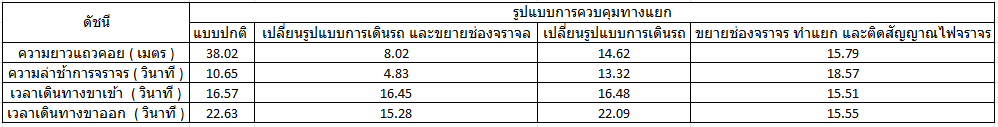 ดัชนี รูปแบบการควบคุมทางแยก
แบบปกติ เปลี่ยนรูปแบบการเดินรถ และขยายช่องจราจล เปลี่ยนรูปแบบการเดินรถ ขยายช่องจราจร ทำแยก และติดสัญญาณไฟจราจร
ความยาวแถวคอย ( เมตร ) 38.02 8.02 14.62 15.79
ความล่าช้าการจราจร ( วินาที ) 10.65 4.83 13.32 18.57
เวลาเดินทางขาเข้า ( วินาที ) 16.57 16.45 16.48 15.51
เวลาเดินทางขาออก ( วินาที ) 22.63 15.28 22.09 15.55